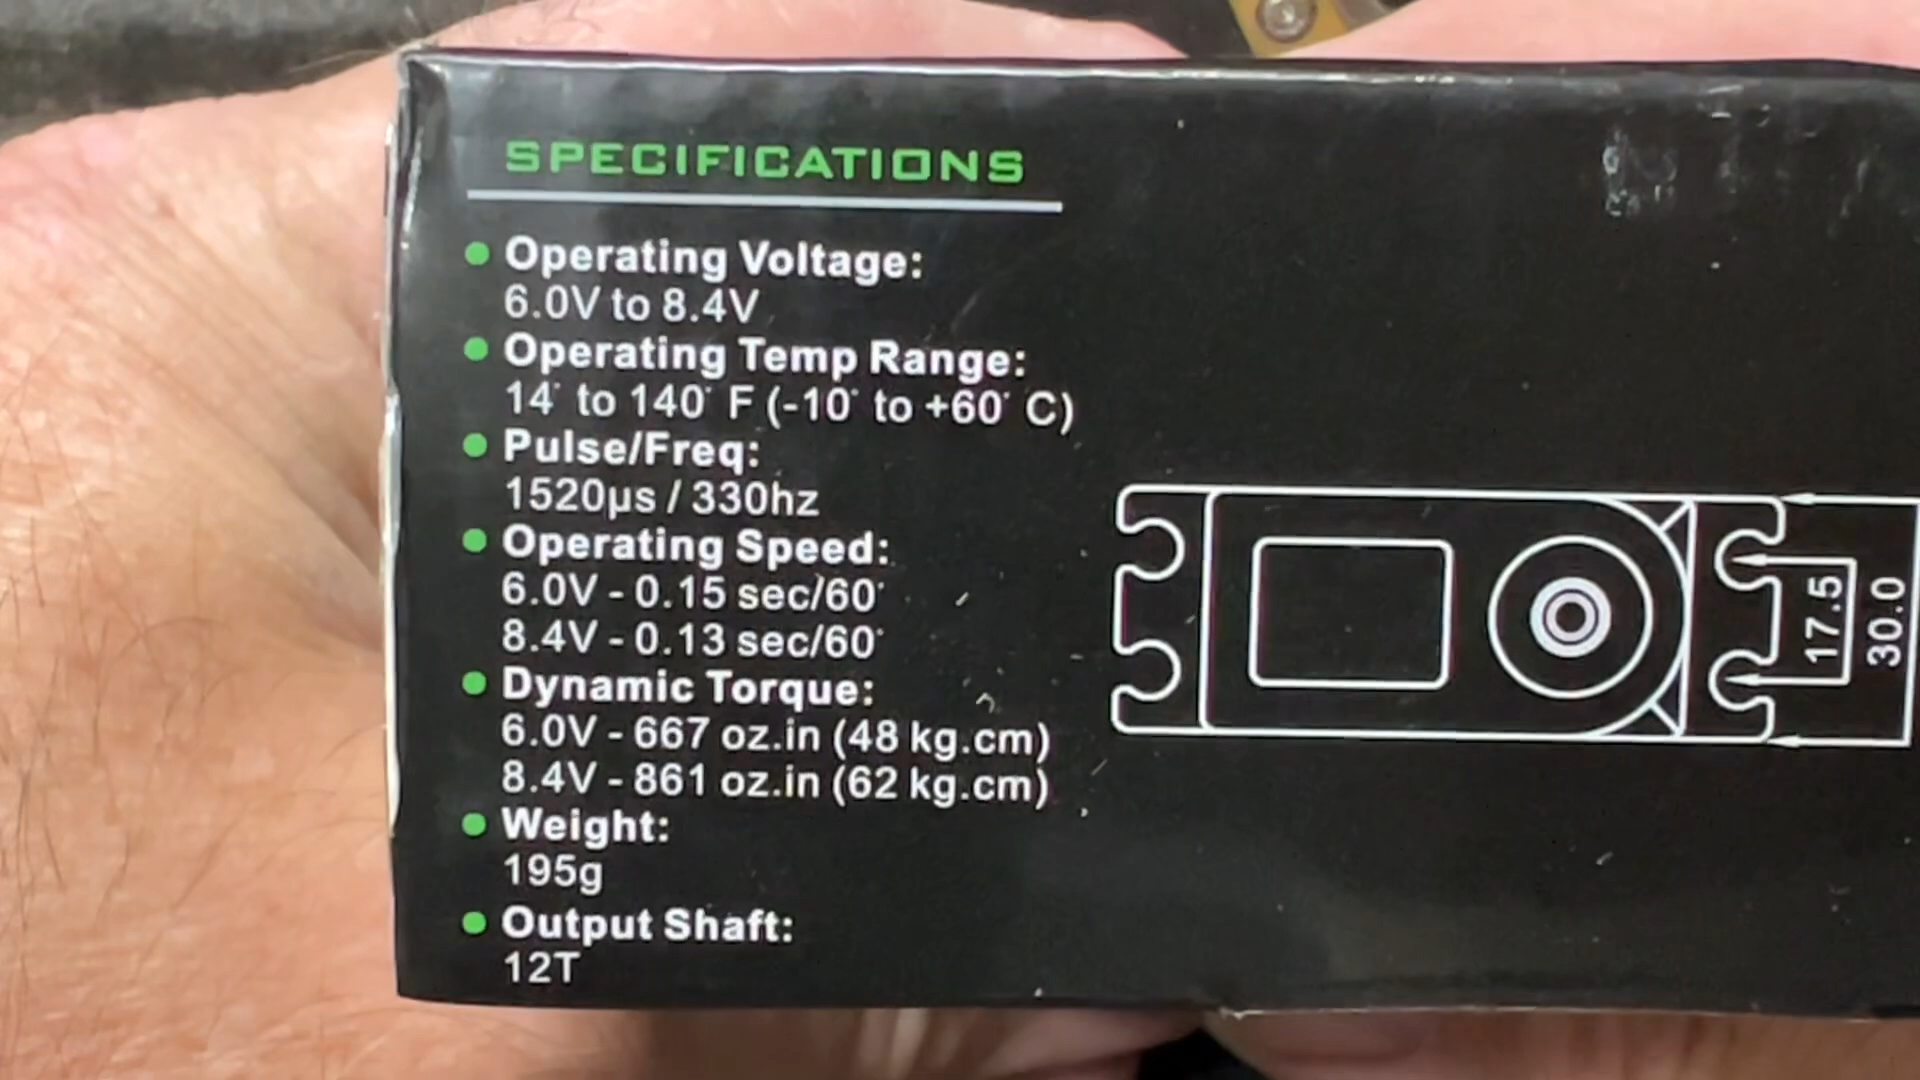 SPECIFICATIONS
Operating Voltage:
6.0V to 8.4V
Operating Temp Range:
14° to 140° F (-10° to +60° C)
Pulse/Freq:
1520µs / 330hz
Operating Speed:
6.0V - 0.15 sec/60°
8.4V - 0.13 sec/60°
Dynamic Torque:
6.0V - 667 oz.in (48 kg.cm)
8.4V - 861 oz.in (62 kg.cm)
Weight:
195g
Output Shaft:
12T
17.5
30.0